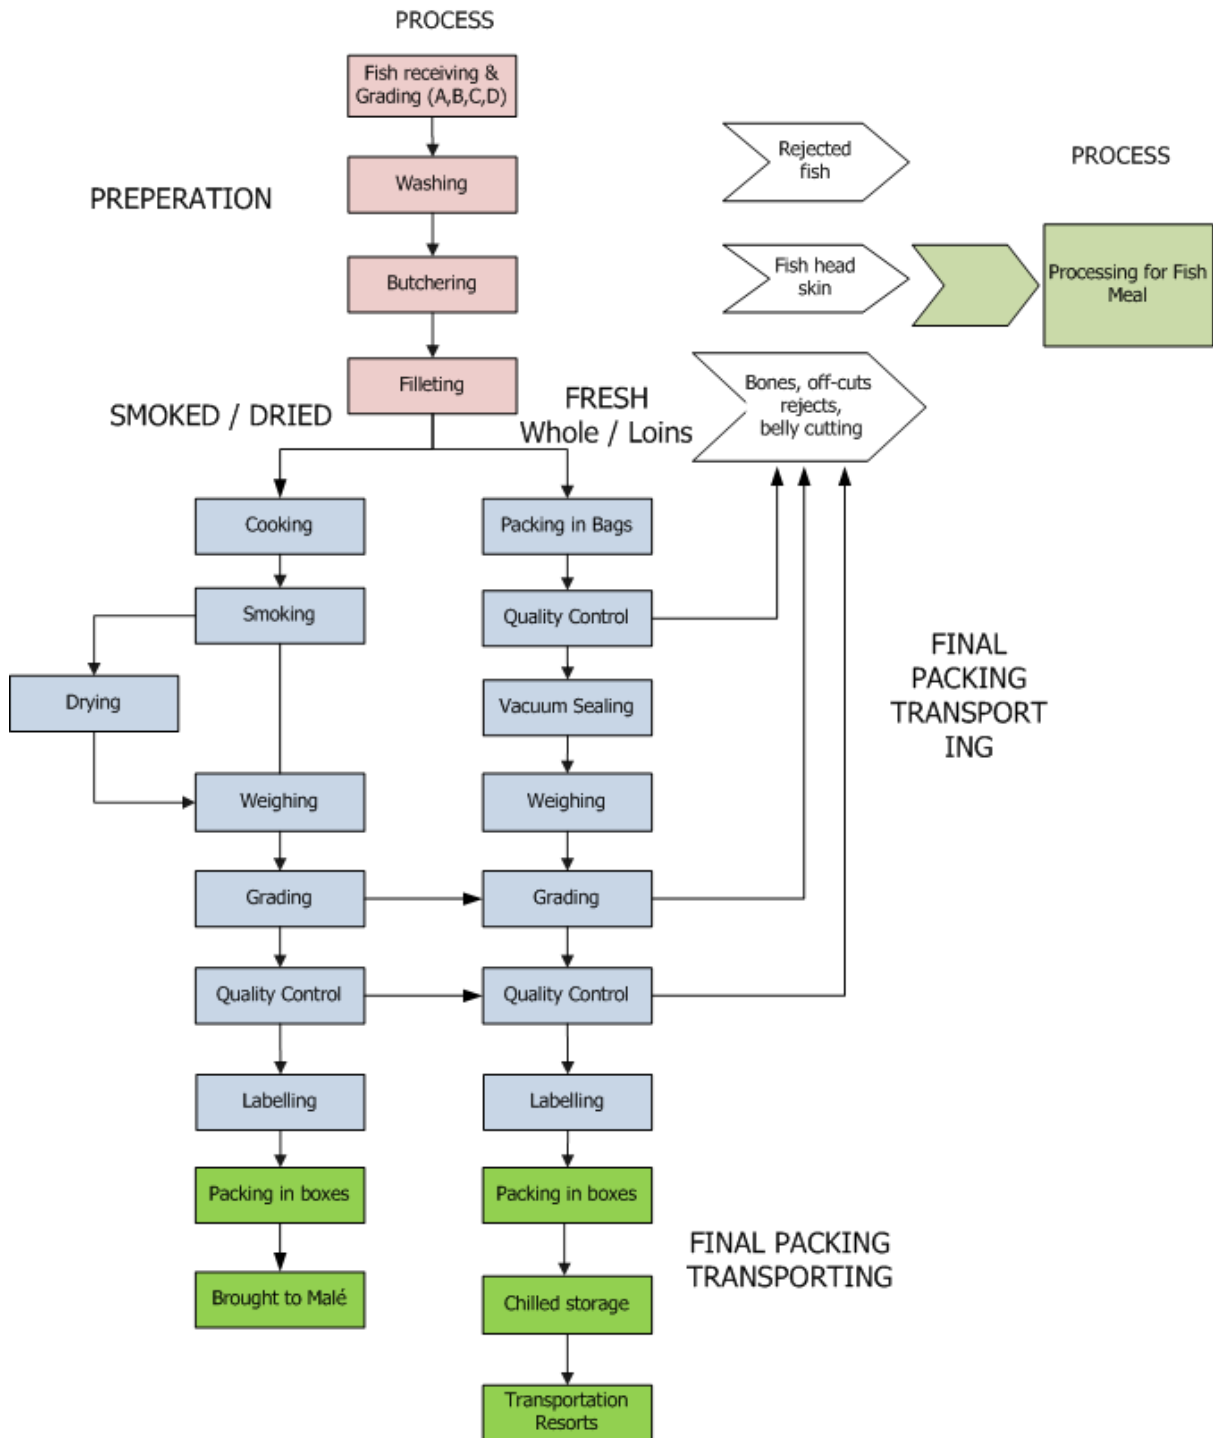 PROCESS
Fish receiving &
Grading (A,B,C,D)
Washing
PREPERATION
Butchering
Filleting
SMOKED / DRIED
FRESH
Whole / Loins
Rejected
fish
PROCESS
Fish head
skin
Processing for Fish
Meal
Bones, off-cuts
rejects,
belly cutting
Cooking
Packing in Bags
Smoking
Quality Control
Drying
Vacuum Sealing
FINAL
PACKING
TRANSPORT
ING
Weighing
Weighing
Grading
Grading
Quality Control
Quality Control
Labelling
Labelling
Packing in boxes
Packing in boxes
FINAL PACKING
TRANSPORTING
Brought to Malé
Chilled storage
Transportation
Resorts